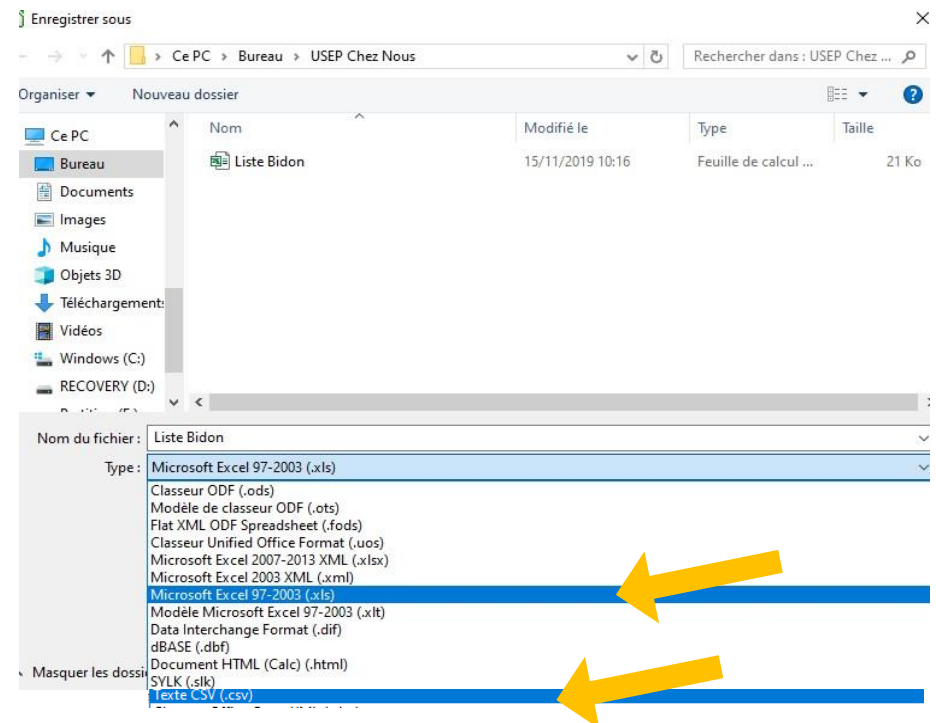 Enregistrer sous
Ce PC > Bureau > USEP Chez Nous
Rechercher dans : USEP Chez ...
Organiser
Nouveau dossier
Nom
Modifié le
Type
Taille
Liste Bidon
15/11/2019 10:16
Feuille de calcul ...
21 Ko
Ce PC
Bureau
Documents
Images
Musique
Objets 3D
Téléchargements
Vidéos
Windows (C:)
RECOVERY (D:)
Nom du fichier : Liste Bidon
Type : Microsoft Excel 97-2003 (.xls)
Classeur ODF (.ods)
Modèle de classeur ODF (.ots)
Flat XML ODF Spreadsheet (.fods)
Classeur Unified Office Format (.uos)
Microsoft Excel 2007-2013 XML (.xlsx)
Microsoft Excel 2003 XML (.xml)
Microsoft Excel 97-2003 (.xls)
Modèle Microsoft Excel 97-2003 (.xlt)
Data Interchange Format (.dif)
dBASE (.dbf)
Document HTML (Calc) (.html)
SYLK (.slk)
Texte CSV (.csv)
Masquer les dossi